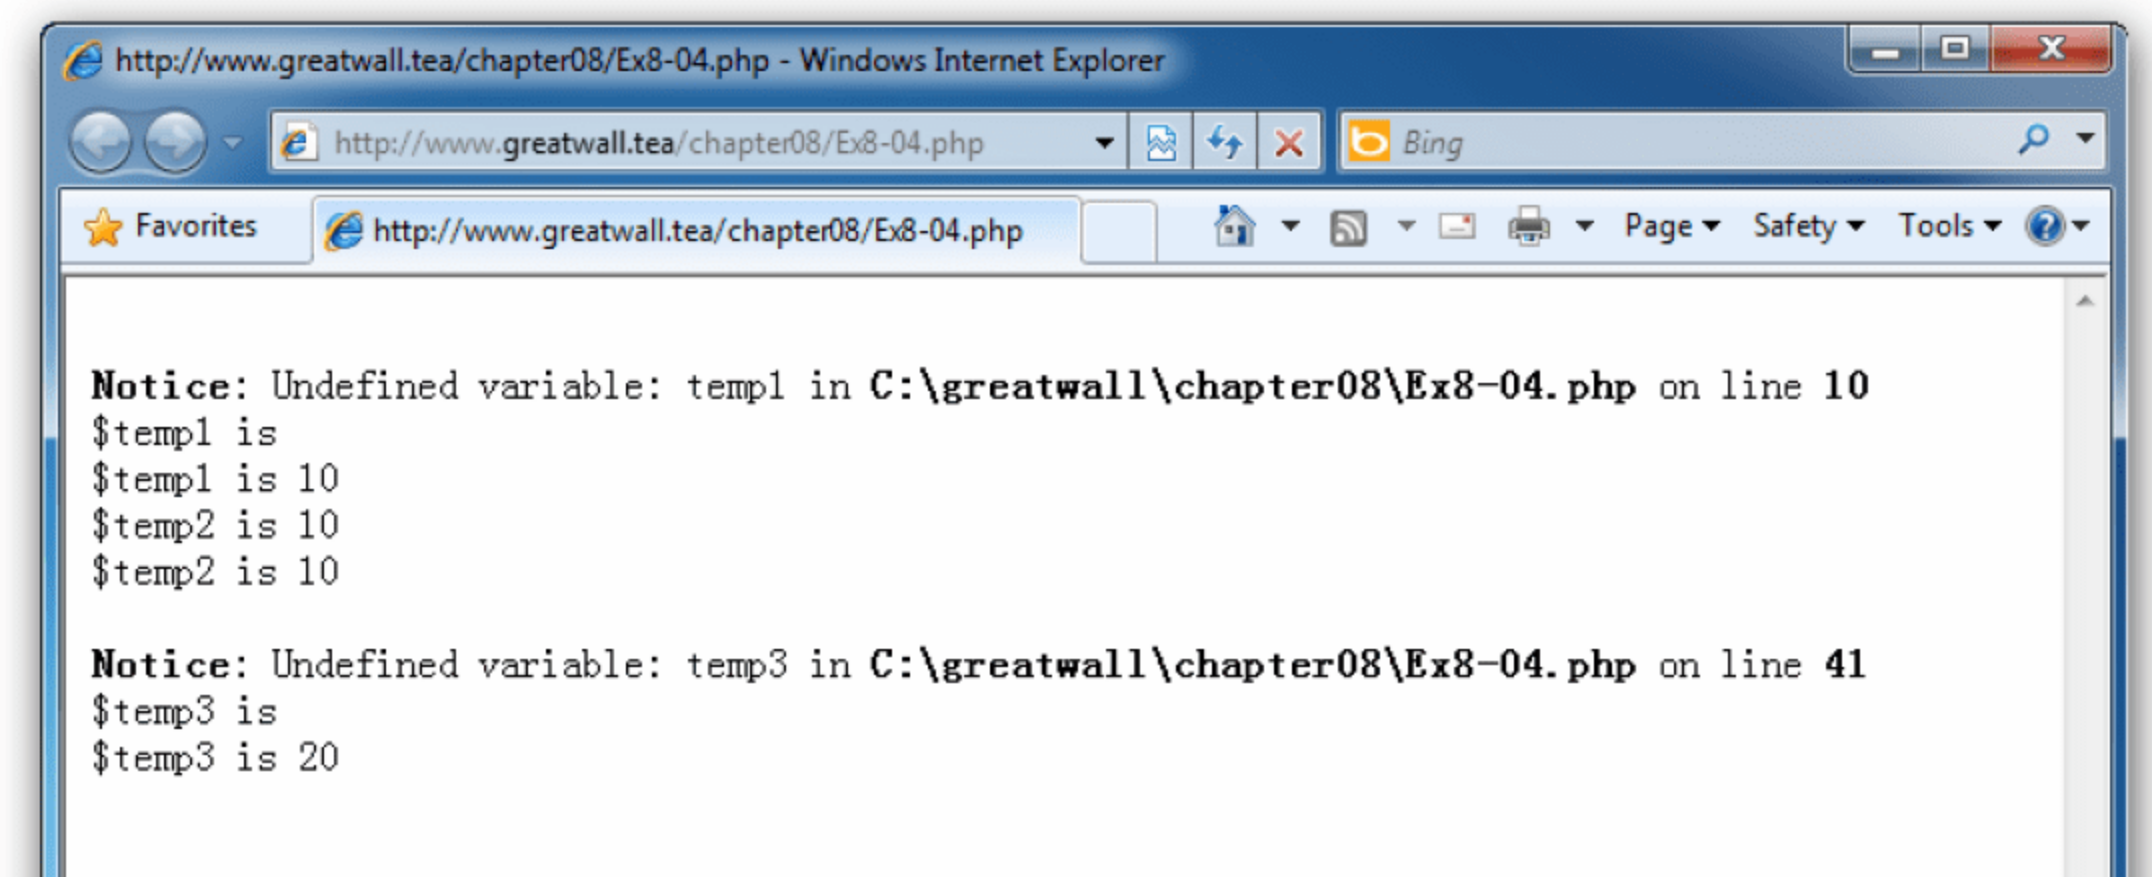 http://www.greatwall.tea/chapter08/Ex8-04.php - Windows Internet Explorer
http://www.greatwall.tea/chapter08/Ex8-04.php
Bing
Favorites
http://www.greatwall.tea/chapter08/Ex8-04.php
Page
Safety
Tools
Notice: Undefined variable: temp1 in C:\greatwall\chapter08\Ex8-04.php on line 10
$temp1 is
$temp1 is 10
$temp2 is 10
$temp2 is 10
Notice: Undefined variable: temp3 in C:\greatwall\chapter08\Ex8-04.php on line 41
$temp3 is
$temp3 is 20